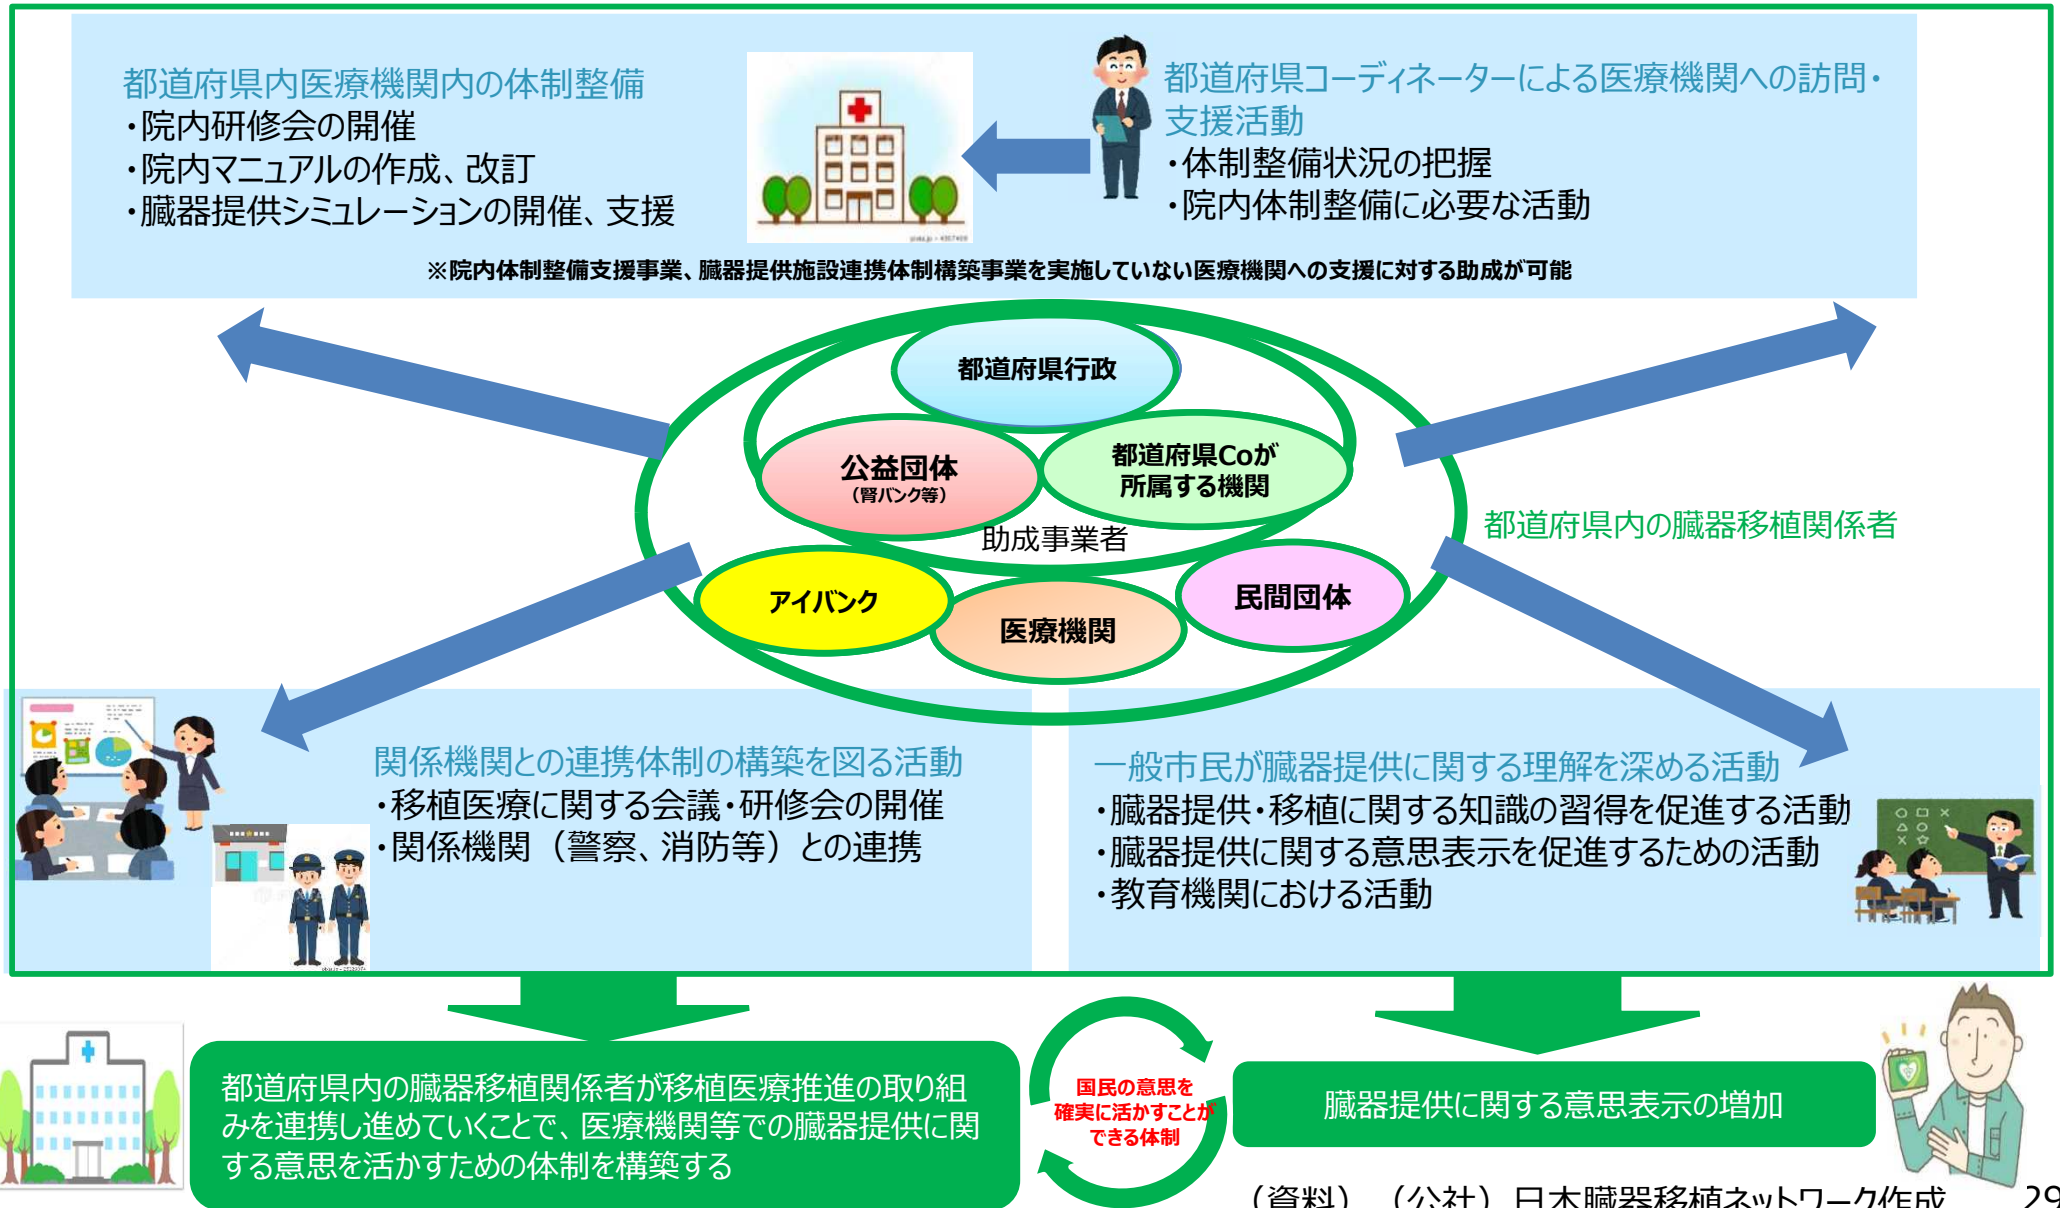 都道府県内医療機関内の体制整備
・院内研修会の開催
・院内マニュアルの作成、改訂
・臓器提供シミュレーションの開催、支援
都道府県コーディネーターによる医療機関への訪問・
支援活動
・体制整備状況の把握
・院内体制整備に必要な活動
※院内体制整備支援事業、臓器提供施設連携体制構築事業を実施していない医療機関への支援に対する助成が可能
都道府県行政
公益団体
（腎バンク等）
都道府県Coが
所属する機関
助成事業者
都道府県内の臓器移植関係者
アイバンク
医療機関
民間団体
関係機関との連携体制の構築を図る活動
・移植医療に関する会議・研修会の開催
・関係機関（警察、消防等）との連携
一般市民が臓器提供に関する理解を深める活動
・臓器提供・移植に関する知識の習得を促進する活動
・臓器提供に関する意思表示を促進するための活動
・教育機関における活動
都道府県内の臓器移植関係者が移植医療推進の取り組
みを連携し進めていくことで、医療機関等での臓器提供に関
する意思を活かすための体制を構築する
国民の意思を
確実に活かすことが
できる体制
臓器提供に関する意思表示の増加
（資料）（公社）日本臓器移植ネットワーク作成
29